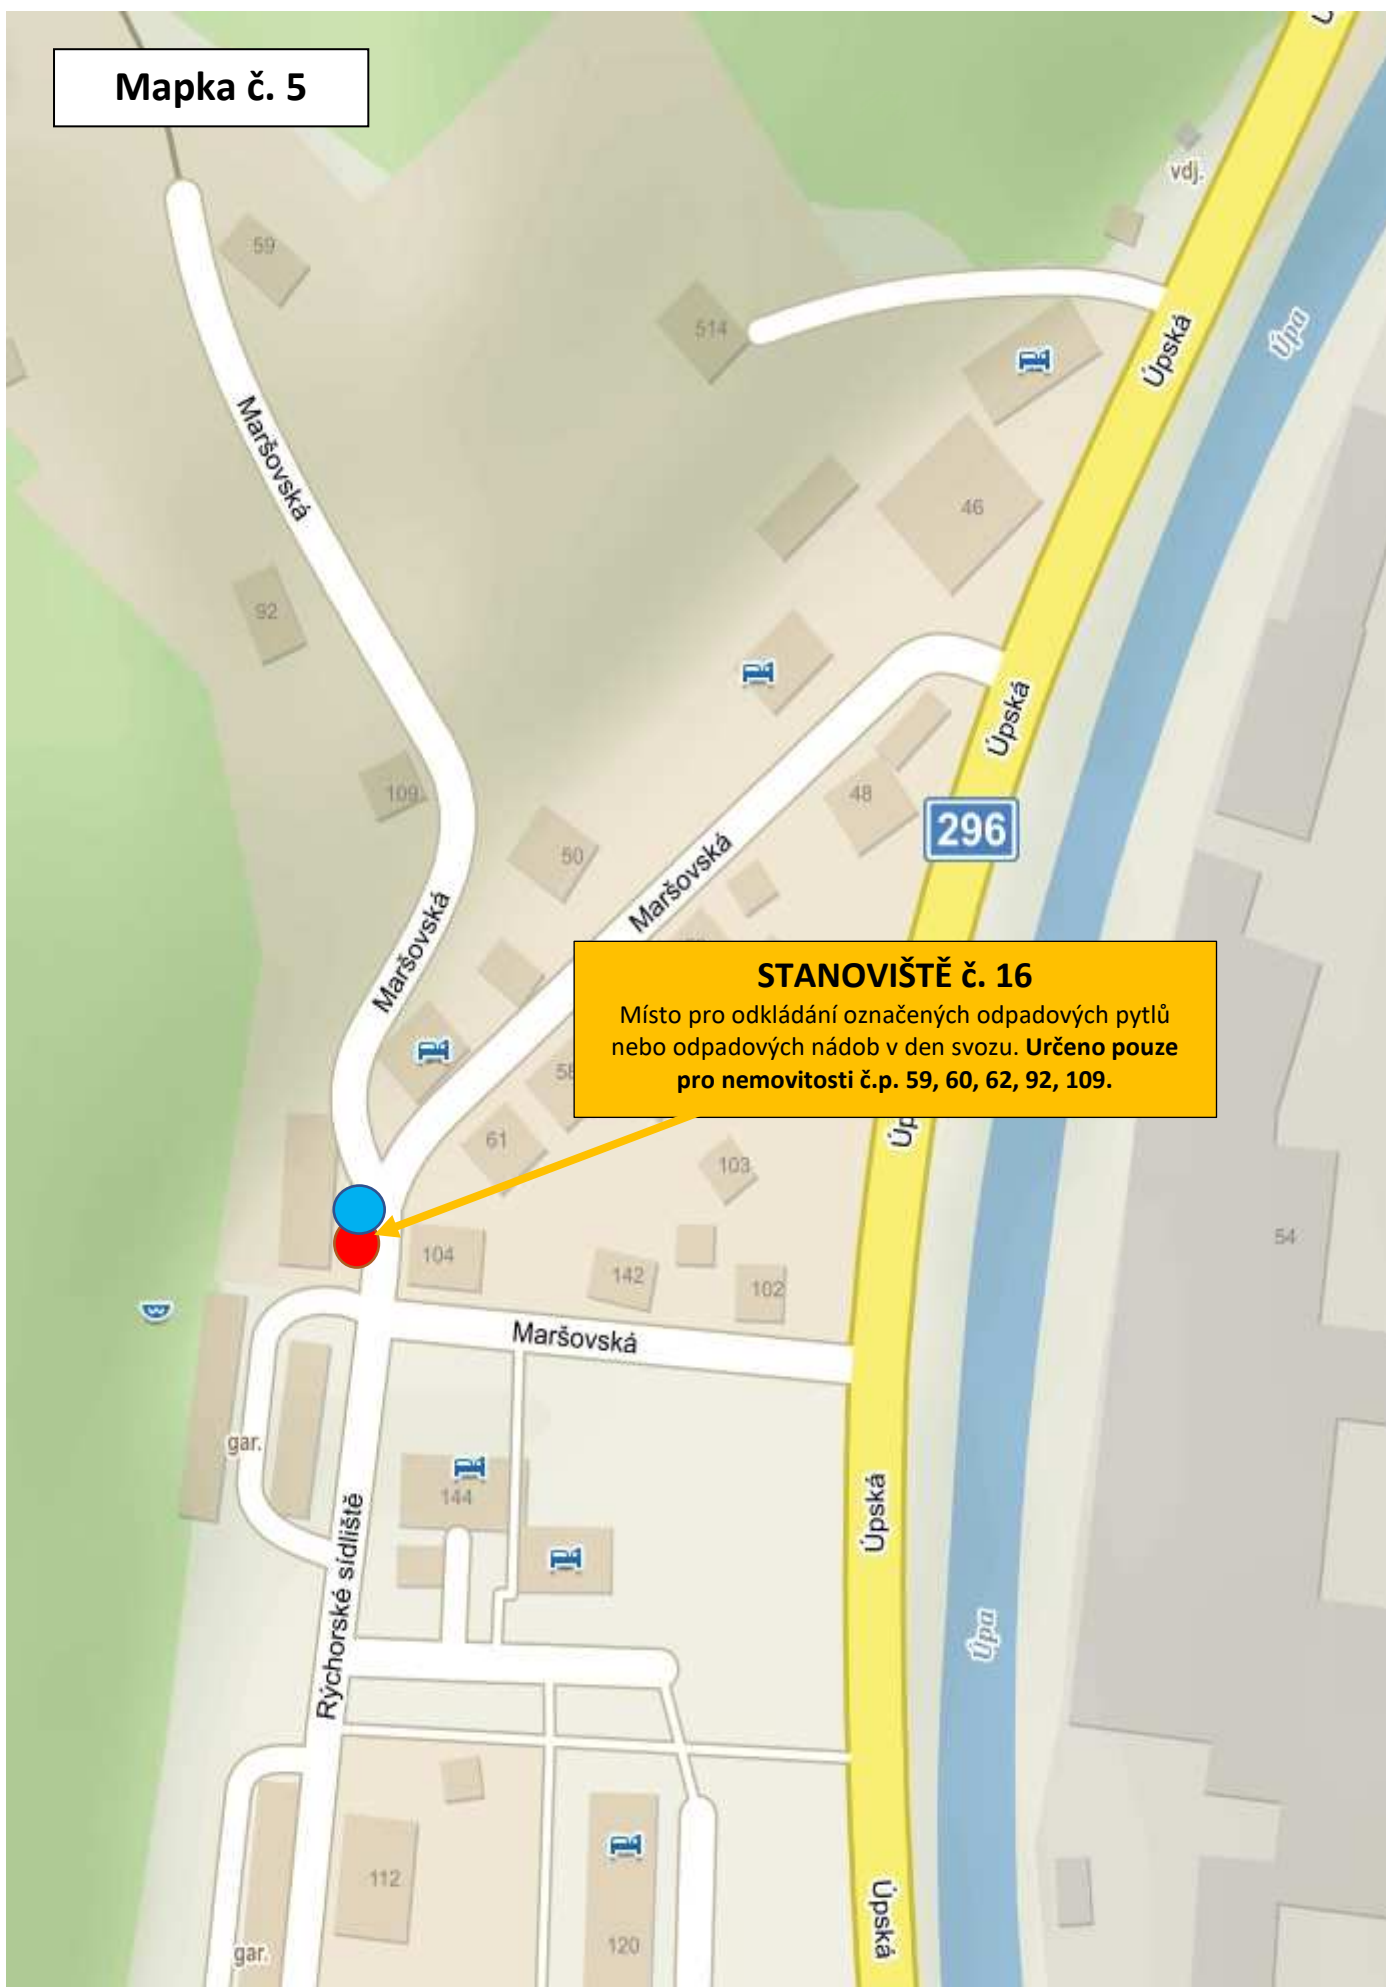 Mapka č. 5
vdj.
59
514
Úpská
Úpa
Maršovská
46
92
Úpská
109
48
296
50
Maršovská
Maršovská
STANOVIŠTĚ č. 16
Místo pro odkládání označených odpadových pytlů
nebo odpadových nádob v den svozu. Určeno pouze
pro nemovitosti č.p. 59, 60, 62, 92, 109.
61
103
104
142
102
54
Maršovská
gar.
144
Úpská
Rýchorské sídliště
Úpa
112
120
Úpská
gar.